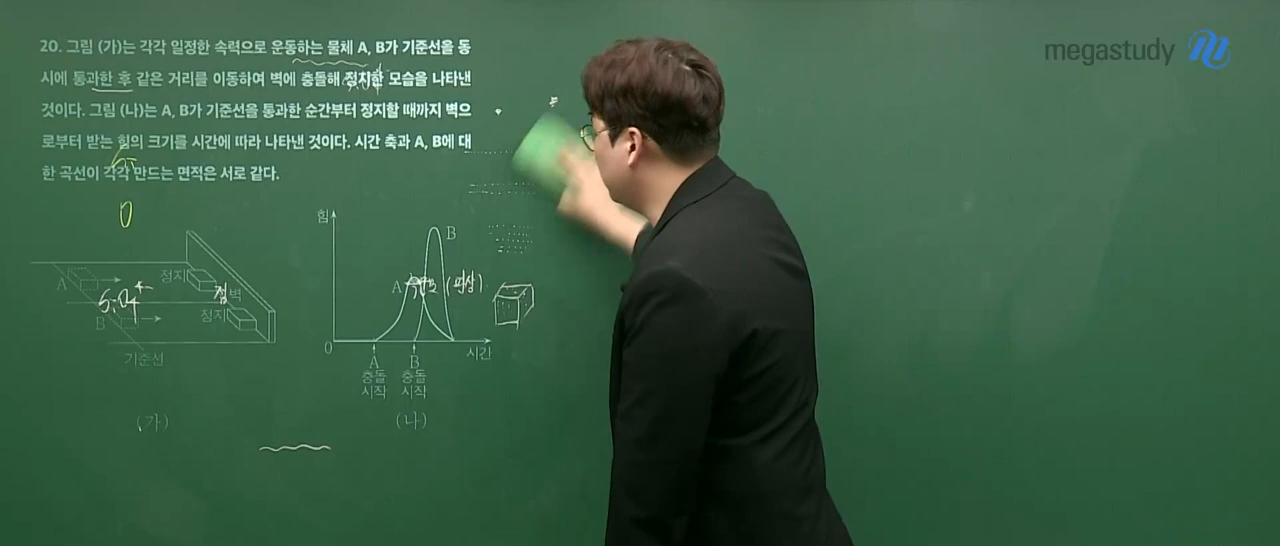 megastudy
20. 그림 (가)는 각각 일정한 속력으로 운동하는 물체 A, B가 기준선을 동
시에 통과한 후 같은 거리를 이동하여 벽에 충돌해 정지한 모습을 나타낸
것이다. 그림 (나)는 A, B가 기준선을 통과한 순간부터 정지할 때까지 벽으
로부터 받는 힘의 크기를 시간에 따라 나타낸 것이다. 시간 축과 A, B에 대
한 곡선이 각각 만드는 면적은 서로 같다.
힘
B
A
정지
벽
A
정지
B
0
시간
기준선
A
B
충돌
충돌
시작
시작
(가)
(나)